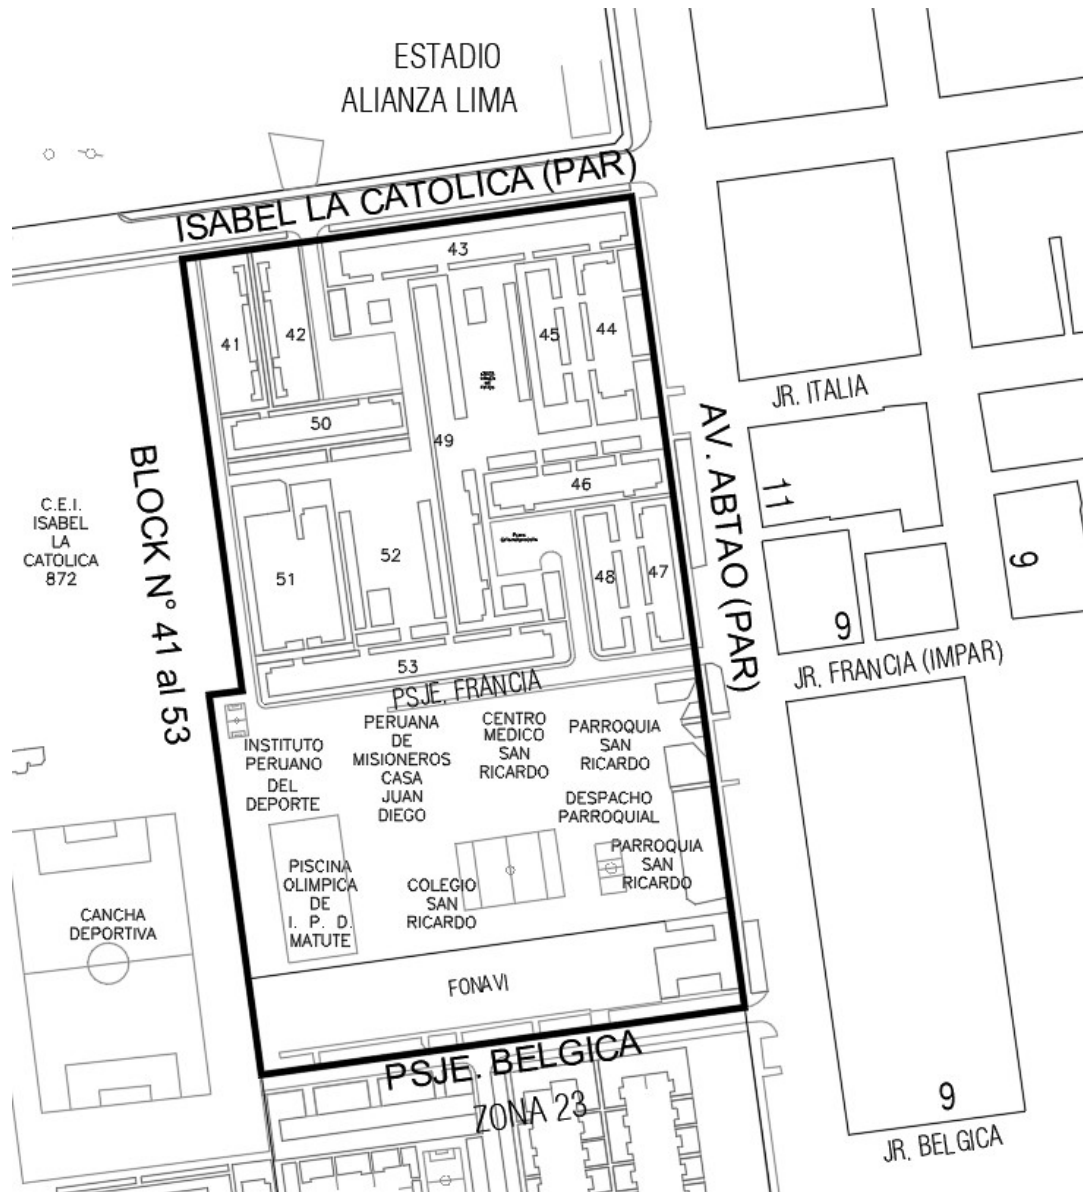 ESTADIO
ALIANZA LIMA
ISABEL LA CATOLICA (PAR)
43
41
42
45
44
JR. ITALIA
50
49
AV. ABTAO (PAR)
BLOCK N° 41 al 53
46
11
C.E.I.
ISABEL
LA
CATOLICA
872
51
52
48
47
9
9
53
JR. FRANCIA (IMPAR)
PSJE. FRANCIA
INSTITUTO
PERUANO
DEL
DEPORTE
PERUANA
DE
MISIONEROS
CASA
JUAN
DIEGO
CENTRO
MEDICO
SAN
RICARDO
PARROQUIA
SAN
RICARDO
DESPACHO
PARROQUIAL
PARROQUIA
SAN
RICARDO
PISCINA
OLIMPICA
DE
I. P. D.
MATUTE
COLEGIO
SAN
RICARDO
CANCHA
DEPORTIVA
FONAVI
PSJE. BELGICA
ZONA 23
9
JR. BELGICA